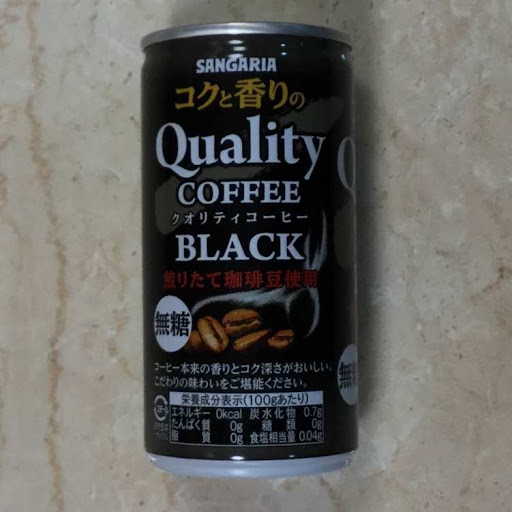 SANGARIA
コクと香りの
Quality
COFFEE
クオリティコーヒー
BLACK
煎りたて珈琲豆使用
無糖
コーヒー本来の香りとコク深さがおいしい、
こだわりの味わいをご堪能ください。
栄養成分表示(100gあたり)
エネルギー 0kcal 炭水化物 0.7g
たんぱく質 0g 糖類 0g
脂質 0g 食塩相当量 0.04g
Q
無糖
スチール